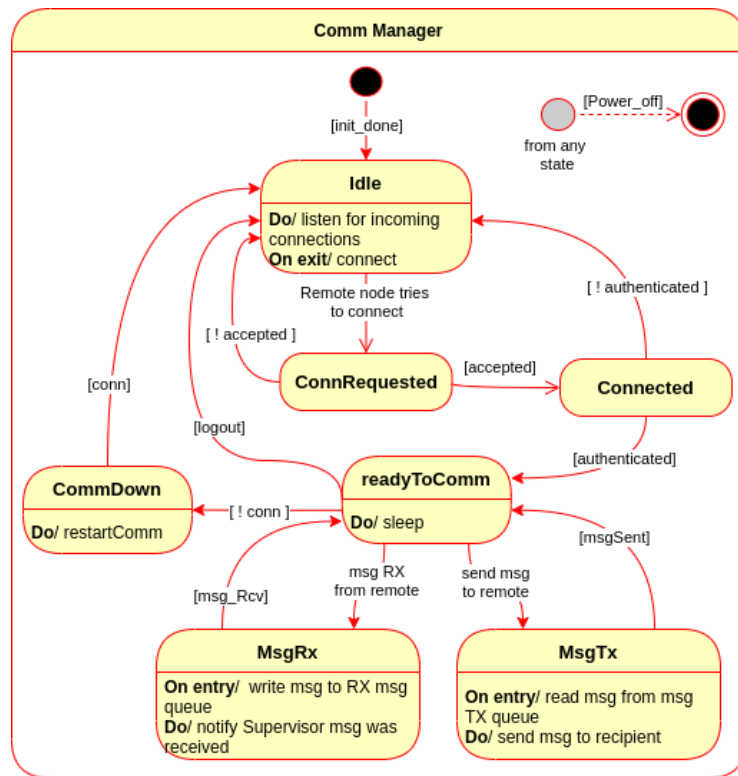 Comm Manager
[init_done]
[Power_off]
from any
state
Idle
Do/ listen for incoming
connections
On exit/ connect
Remote node tries
to connect
[ ! authenticated ]
[ ! accepted ]
[conn]
ConnRequested
[accepted]
Connected
[logout]
[authenticated]
CommDown
Do/ restartComm
[ ! conn ]
readyToComm
Do/ sleep
[msgSent]
msg RX
from remote
send msg
to remote
[msg_Rcv]
MsgRx
On entry/ write msg to RX msg
queue
Do/ notify Supervisor msg was
received
MsgTx
On entry/ read msg from msg
TX queue
Do/ send msg to recipient